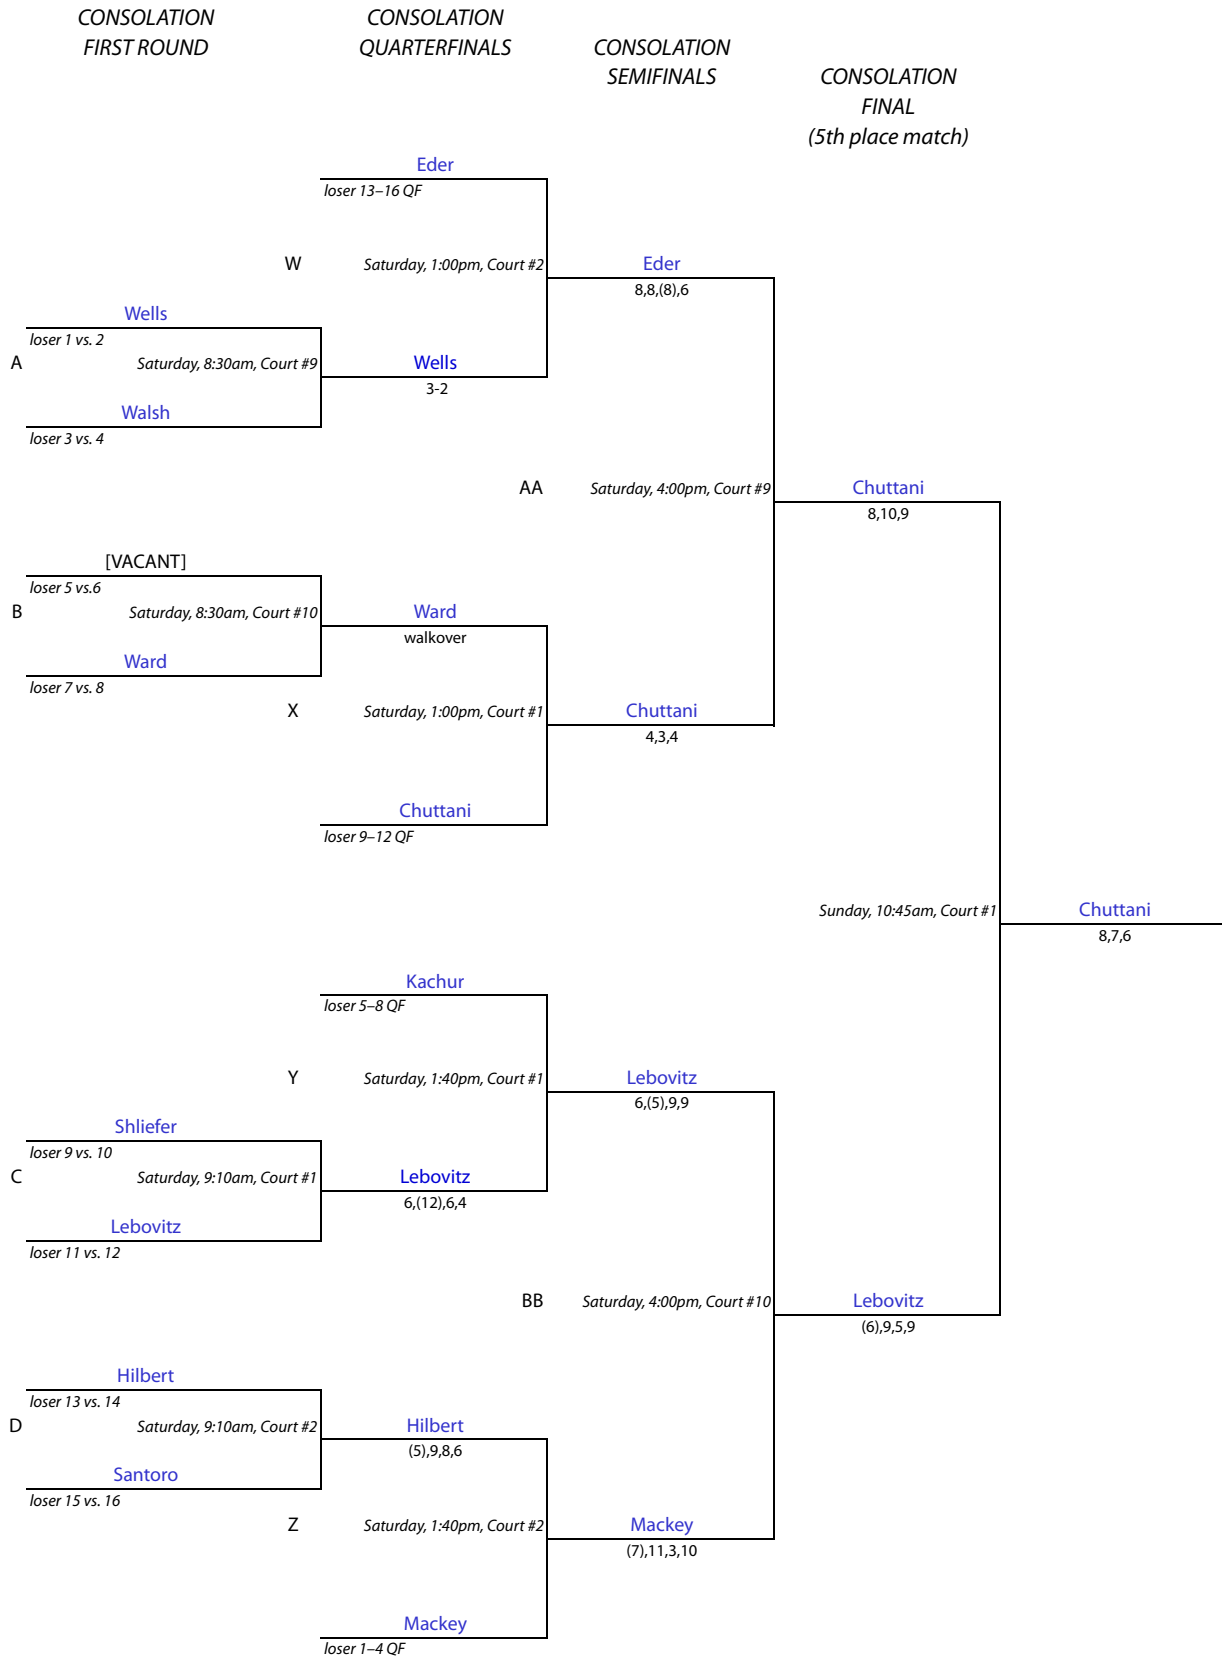 CONSOLATION
FIRST ROUND
CONSOLATION
QUARTERFINALS
CONSOLATION
SEMIFINALS
CONSOLATION
FINAL
(5th place match)
Eder
loser 13–16 QF
W
Saturday, 1:00pm, Court #2
Eder
8,8,(8),6
Wells
loser 1 vs. 2
A
Saturday, 8:30am, Court #9
Wells
3-2
Walsh
loser 3 vs. 4
AA
Saturday, 4:00pm, Court #9
Chuttani
8,10,9
[VACANT]
loser 5 vs.6
B
Saturday, 8:30am, Court #10
Ward
walkover
Ward
loser 7 vs. 8
X
Saturday, 1:00pm, Court #1
Chuttani
4,3,4
Chuttani
loser 9–12 QF
Sunday, 10:45am, Court #1
Chuttani
8,7,6
Kachur
loser 5–8 QF
Y
Saturday, 1:40pm, Court #1
Lebovitz
6,(5),9,9
Shliefer
loser 9 vs. 10
C
Saturday, 9:10am, Court #1
Lebovitz
6,(12),6,4
Lebovitz
loser 11 vs. 12
BB
Saturday, 4:00pm, Court #10
Lebovitz
(6),9,5,9
Hilbert
loser 13 vs. 14
D
Saturday, 9:10am, Court #2
Hilbert
(5),9,8,6
Santoro
loser 15 vs. 16
Z
Saturday, 1:40pm, Court #2
Mackey
(7),11,3,10
Mackey
loser 1–4 QF